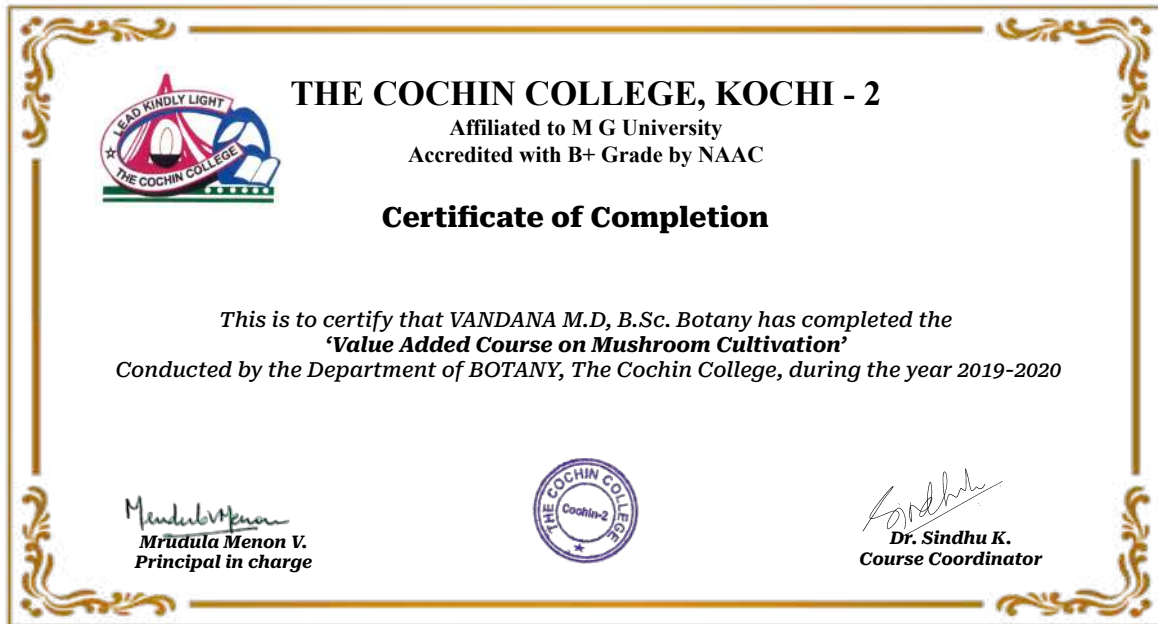 LEAD KINDLY LIGHT
THE COCHIN COLLEGE
THE COCHIN COLLEGE, KOCHI - 2
Affiliated to M G University
Accredited with B+ Grade by NAAC
Certificate of Completion
This is to certify that VANDANA M.D, B.Sc. Botany has completed the
‘Value Added Course on Mushroom Cultivation’
Conducted by the Department of BOTANY, The Cochin College, during the year 2019-2020
Mrudula Menon
Mrudula Menon V.
Principal in charge
THE COCHIN COLLEGE
Cochin-2
Sindhu
Dr. Sindhu K.
Course Coordinator